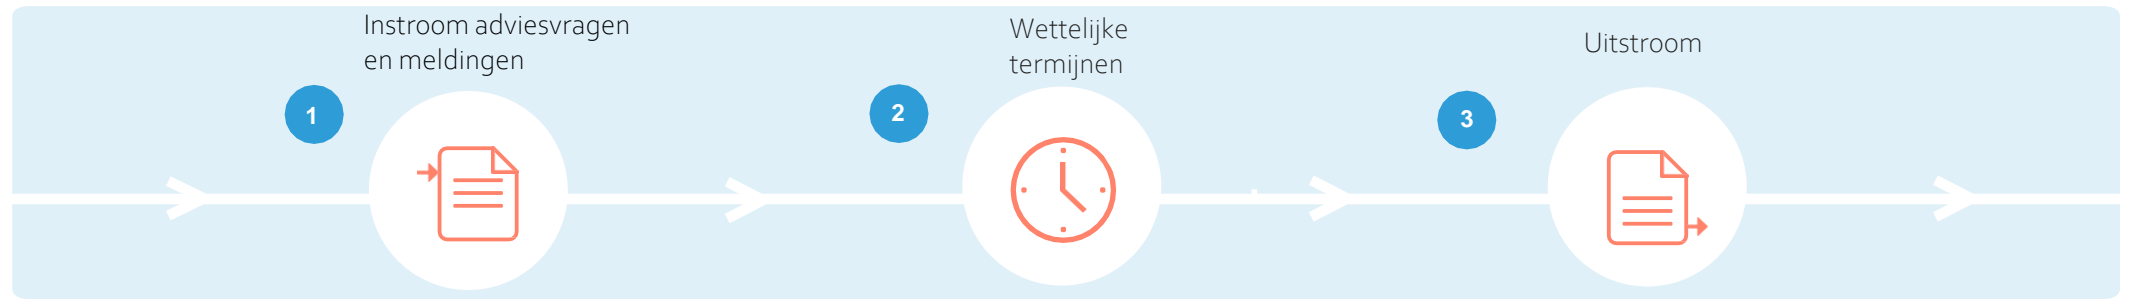 Instroom adviesvragen
en meldingen
1
Wettelijke
termijnen
2
Uitstroom
3